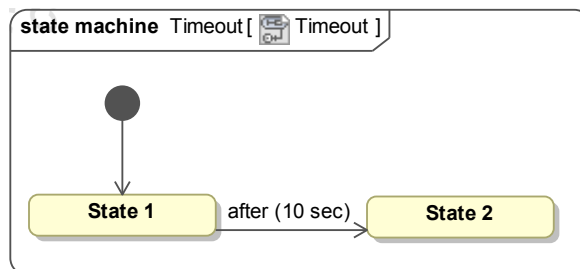 state machine Timeout [ Timeout ]
State 1
after (10 sec)
State 2